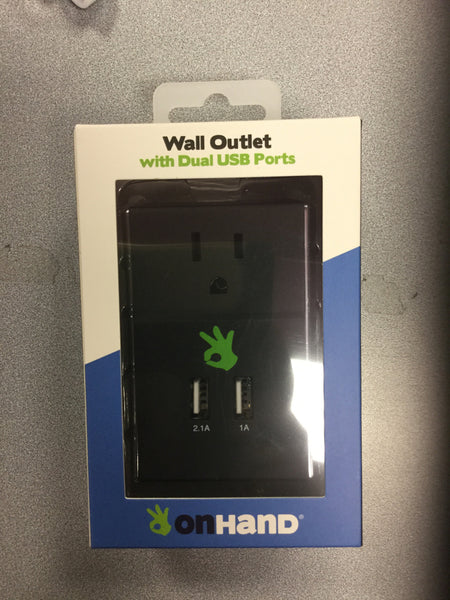 Wall Outlet
with Dual USB Ports
2.1A 1A
onHAND®